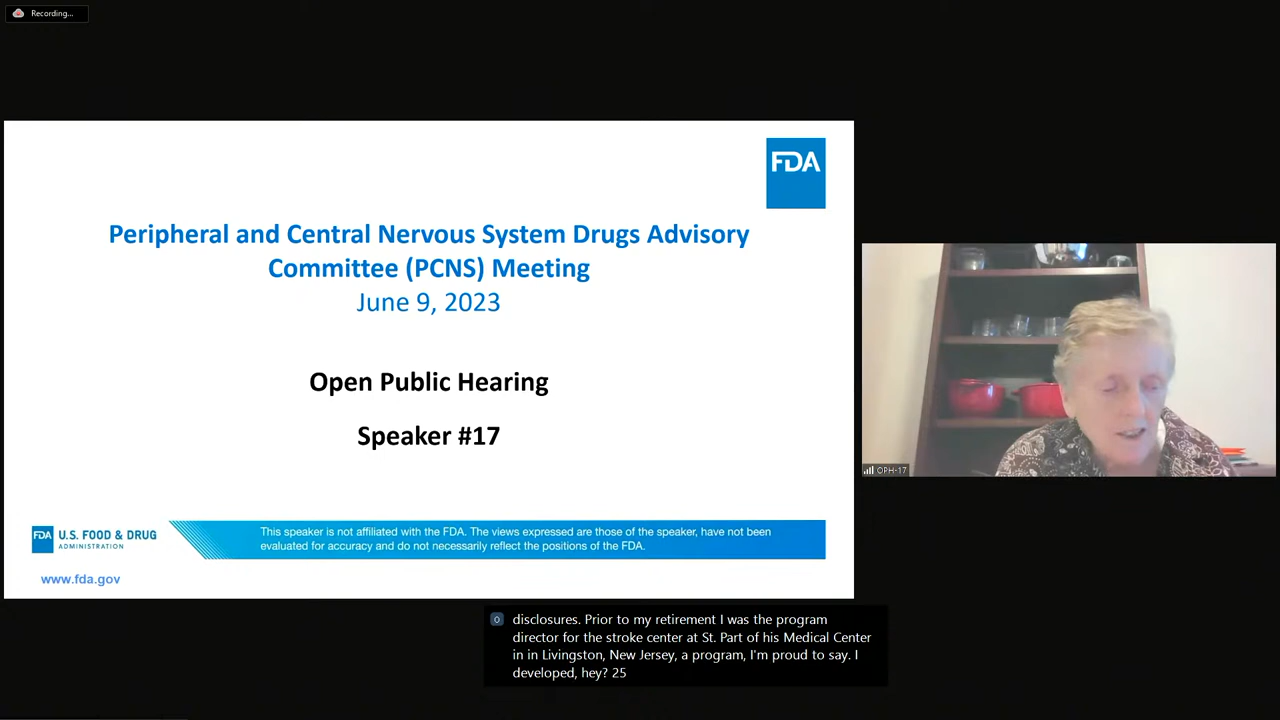 Recording...
FDA
Peripheral and Central Nervous System Drugs Advisory
Committee (PCNS) Meeting
June 9, 2023
Open Public Hearing
Speaker #17
FDA U.S. FOOD & DRUG
ADMINISTRATION
This speaker is not affiliated with the FDA. The views expressed are those of the speaker, have not been
evaluated for accuracy and do not necessarily reflect the positions of the FDA.
www.fda.gov
OPH-17
O
disclosures. Prior to my retirement I was the program
director for the stroke center at St. Part of his Medical Center
in in Livingston, New Jersey, a program, I'm proud to say. I
developed, hey? 25